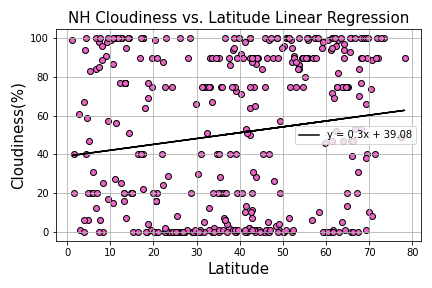 NH Cloudiness vs. Latitude Linear Regression
Cloudiness(%)
100
80
60
40
20
0
y = 0.3x + 39.08
0 10 20 30 40 50 60 70 80
Latitude